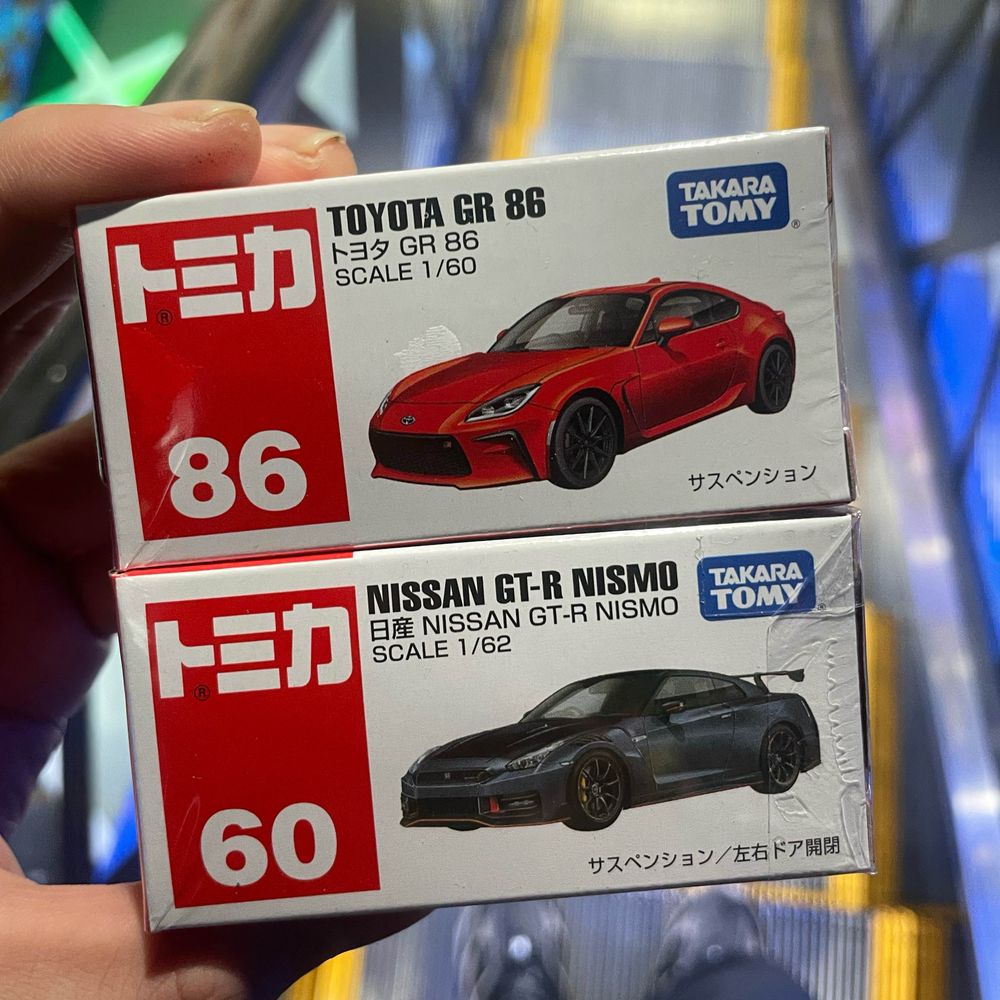 トミカ®
TOYOTA GR 86
トヨタ GR 86
SCALE 1/60
TAKARA
TOMY®
86
サスペンション
トミカ®
NISSAN GT-R NISMO
日産 NISSAN GT-R NISMO
SCALE 1/62
TAKARA
TOMY®
60
サスペンション/左右ドア開閉